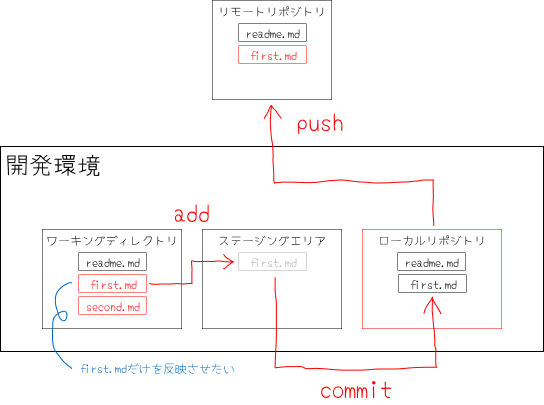 リモートリポジトリ
readme.md
first.md
push
開発環境
add
ワーキングディレクトリ
readme.md
first.md
second.md
ステージングエリア
first.md
ローカルリポジトリ
readme.md
first.md
first.mdだけを反映させたい
commit